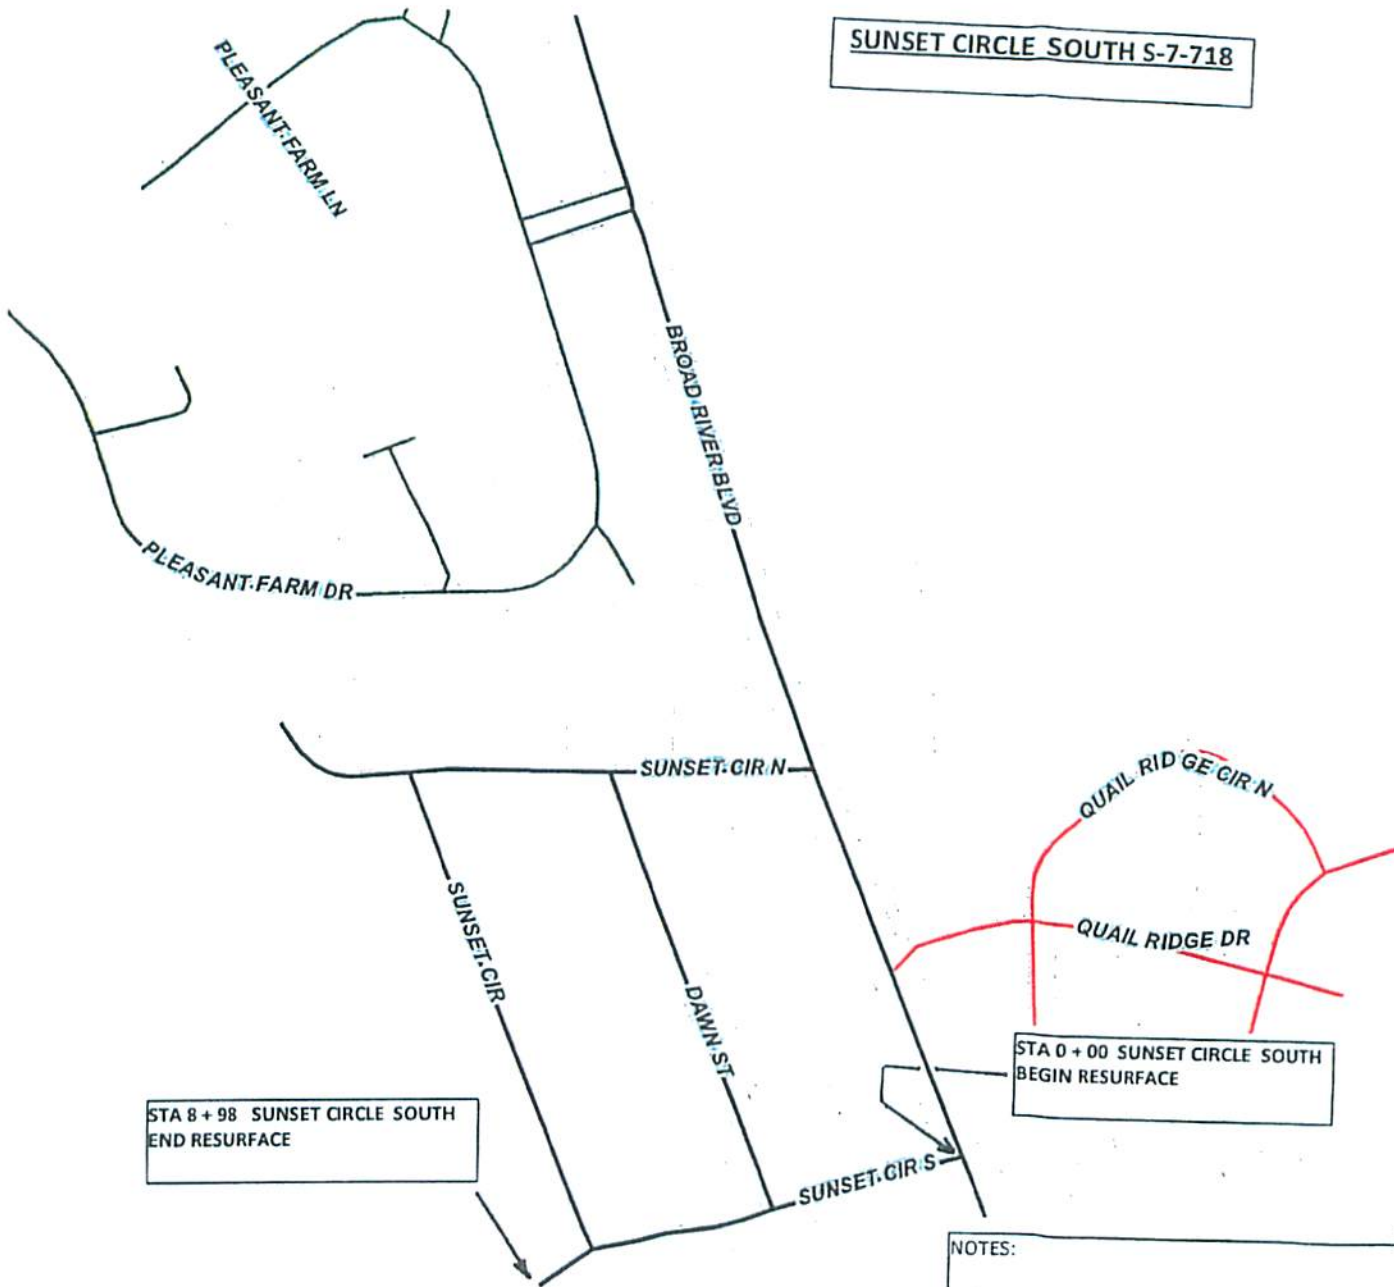 SUNSET CIRCLE SOUTH S-7-718
PLEASANT FARM LN
BROAD RIVER BLVD
PLEASANT FARM DR
SUNSET CIR N
QUAIL RIDGE CIR N
SUNSET CIR
QUAIL RIDGE DR
DAWN ST
STA 0 + 00 SUNSET CIRCLE SOUTH
BEGIN RESURFACE
STA 8 + 98 SUNSET CIRCLE SOUTH
END RESURFACE
SUNSET CIR S
NOTES: